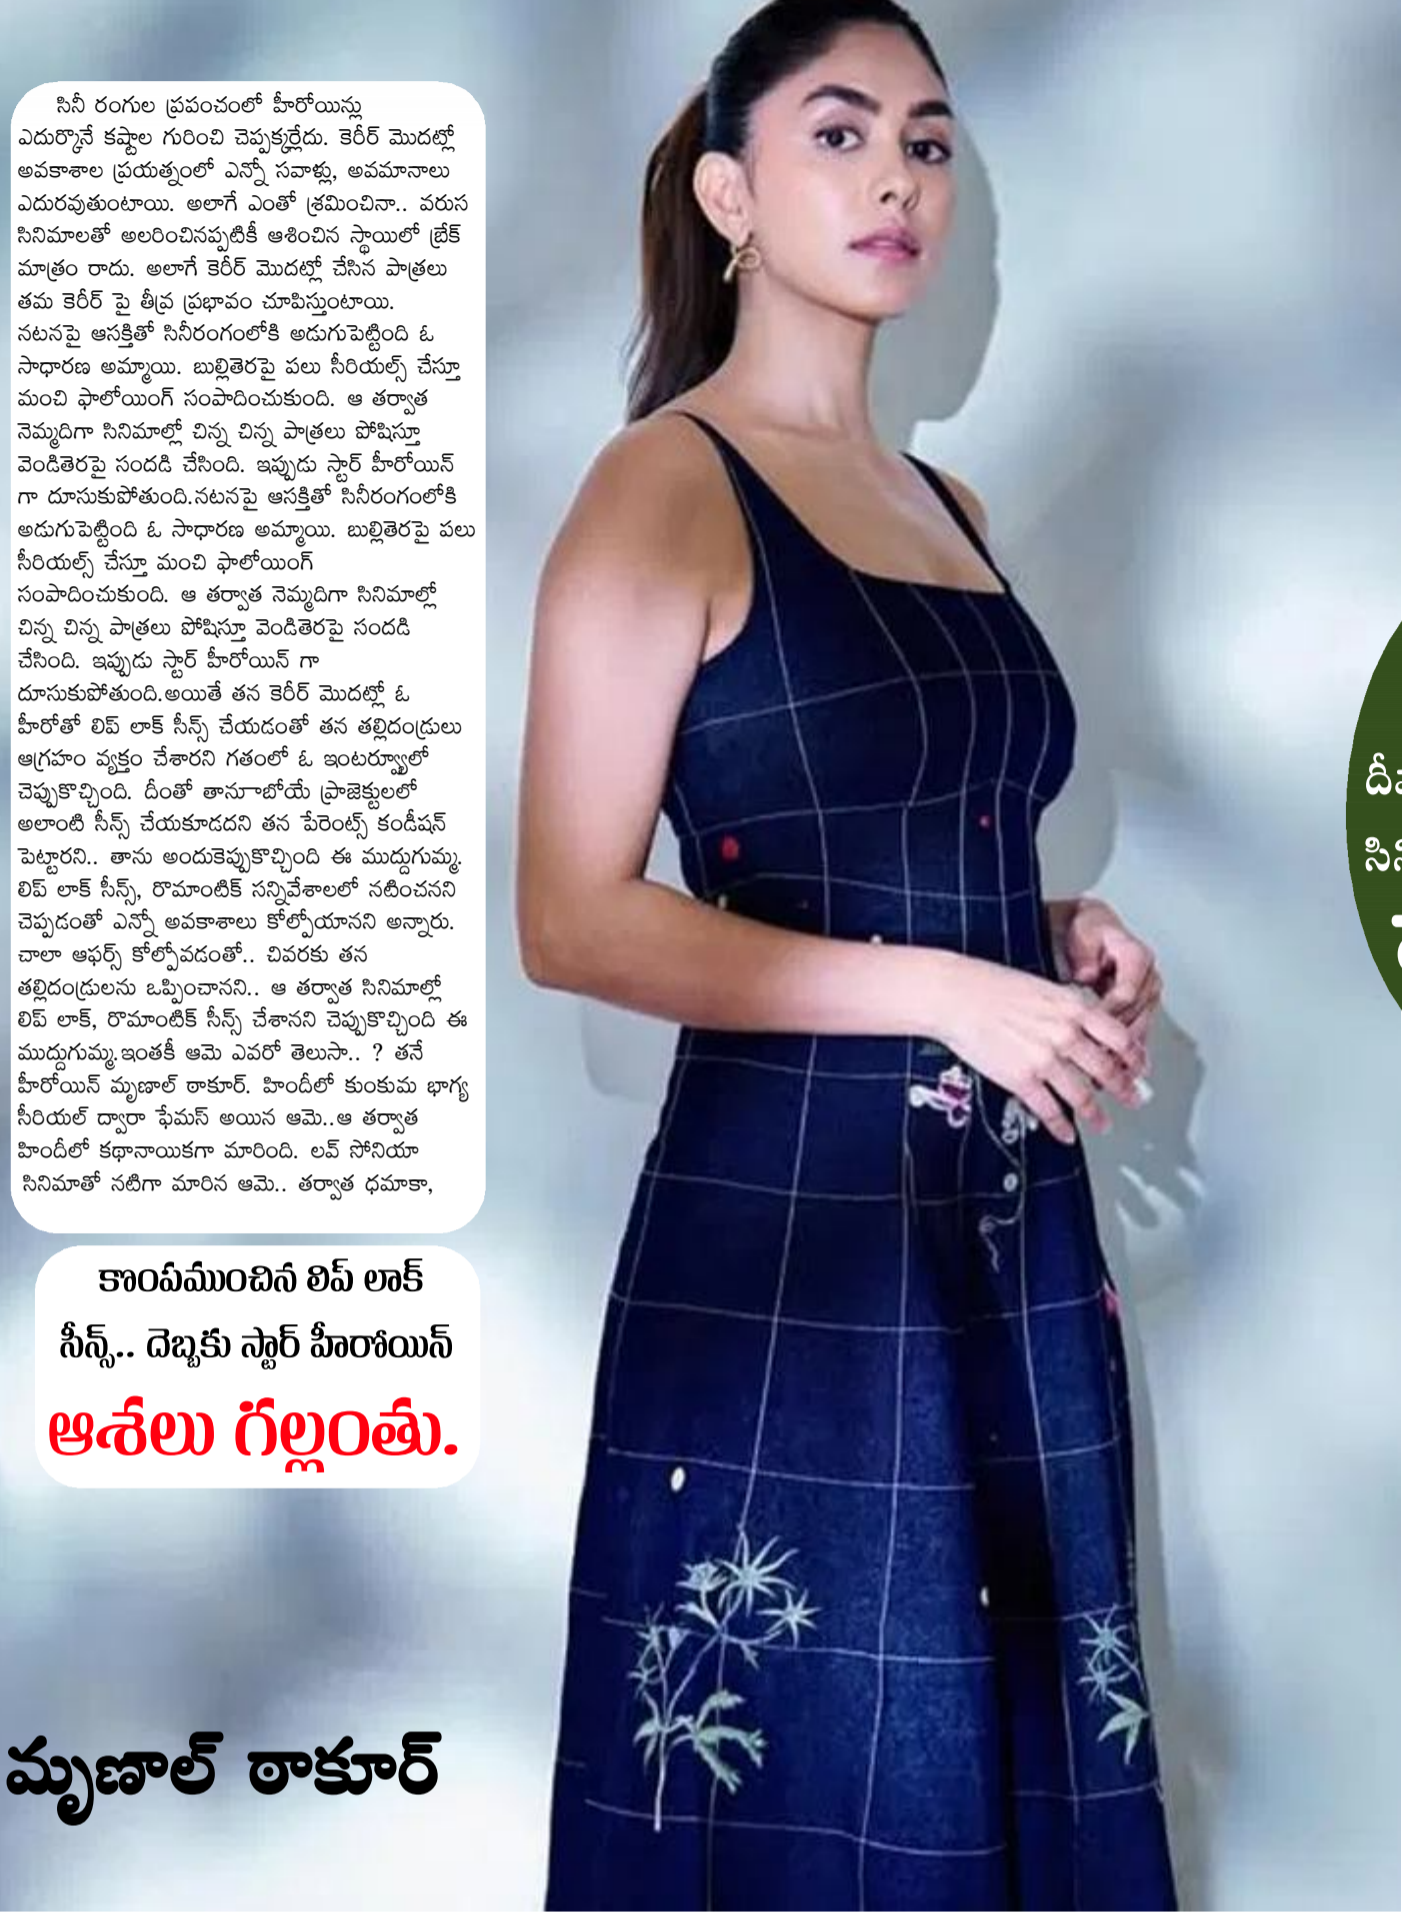 సినీ రంగుల ప్రపంచంలో హీరోయిన్లు
ఎదుర్కొనే కష్టాల గురించి చెప్పక్కర్లేదు. కెరీర్ మొదట్లో
అవకాశాల ప్రయత్నంలో ఎన్నో సవాళ్లు, అవమానాలు
ఎదురవుతుంటాయి. అలాగే ఎంతో శ్రమించినా.. వరుస
సినిమాలతో అలరించినప్పటికీ ఆశించిన స్థాయిలో బ్రేక్
మాత్రం రాదు. అలాగే కెరీర్ మొదట్లో చేసిన పాత్రలు
తమ కెరీర్ పై తీవ్ర ప్రభావం చూపిస్తుంటాయి.
నటనపై ఆసక్తితో సినీరంగంలోకి అడుగుపెట్టింది ఓ
సాధారణ అమ్మాయి. బుల్లితెరపై పలు సీరియల్స్ చేస్తూ
మంచి ఫాలోయింగ్ సంపాదించుకుంది. ఆ తర్వాత
నెమ్మదిగా సినిమాల్లో చిన్న చిన్న పాత్రలు పోషిస్తూ
వెండితెరపై సందడి చేసింది. ఇప్పుడు స్టార్ హీరోయిన్
గా దూసుకుపోతుంది.నటనపై ఆసక్తితో సినీరంగంలోకి
అడుగుపెట్టింది ఓ సాధారణ అమ్మాయి. బుల్లితెరపై పలు
సీరియల్స్ చేస్తూ మంచి ఫాలోయింగ్
సంపాదించుకుంది. ఆ తర్వాత నెమ్మదిగా సినిమాల్లో
చిన్న చిన్న పాత్రలు పోషిస్తూ వెండితెరపై సందడి
చేసింది. ఇప్పుడు స్టార్ హీరోయిన్ గా
దూసుకుపోతుంది.అయితే తన కెరీర్ మొదట్లో ఓ
హీరోతో లిప్ లాక్ సీన్స్ చేయడంతో తన తల్లిదండ్రులు
ఆగ్రహం వ్యక్తం చేశారని గతంలో ఓ ఇంటర్వ్యూలో
చెప్పుకొచ్చింది. దీంతో తానూబోయే ప్రాజెక్టులలో
అలాంటి సీన్స్ చేయకూడదని తన పేరెంట్స్ కండీషన్
పెట్టారని.. తాను అందుకెప్పుకొచ్చింది ఈ ముద్దుగుమ్మ.
లిప్ లాక్ సీన్స్, రొమాంటిక్ సన్నివేశాలలో నటించనని
చెప్పడంతో ఎన్నో అవకాశాలు కోల్పోయానని అన్నారు.
చాలా ఆఫర్స్ కోల్పోవడంతో.. చివరకు తన
తల్లిదండ్రులను ఒప్పించానని.. ఆ తర్వాత సినిమాల్లో
లిప్ లాక్, రొమాంటిక్ సీన్స్ చేశానని చెప్పుకొచ్చింది ఈ
ముద్దుగుమ్మ.ఇంతకీ ఆమె ఎవరో తెలుసా.. ? తనే
హీరోయిన్ మృణాల్ ఠాకూర్. హిందీలో కుంకుమ భాగ్య
సీరియల్ ద్వారా ఫేమస్ అయిన ఆమె..ఆ తర్వాత
హిందీలో కథానాయికగా మారింది. లవ్ సోనియా
సినిమాతో నటిగా మారిన ఆమె.. తర్వాత ధమాకా,
కొంపముంచిన లిప్ లాక్
సీన్స్.. దెబ్బకు స్టార్ హీరోయిన్
ఆశలు గల్లంతు.
మృణాల్ ఠాకూర్